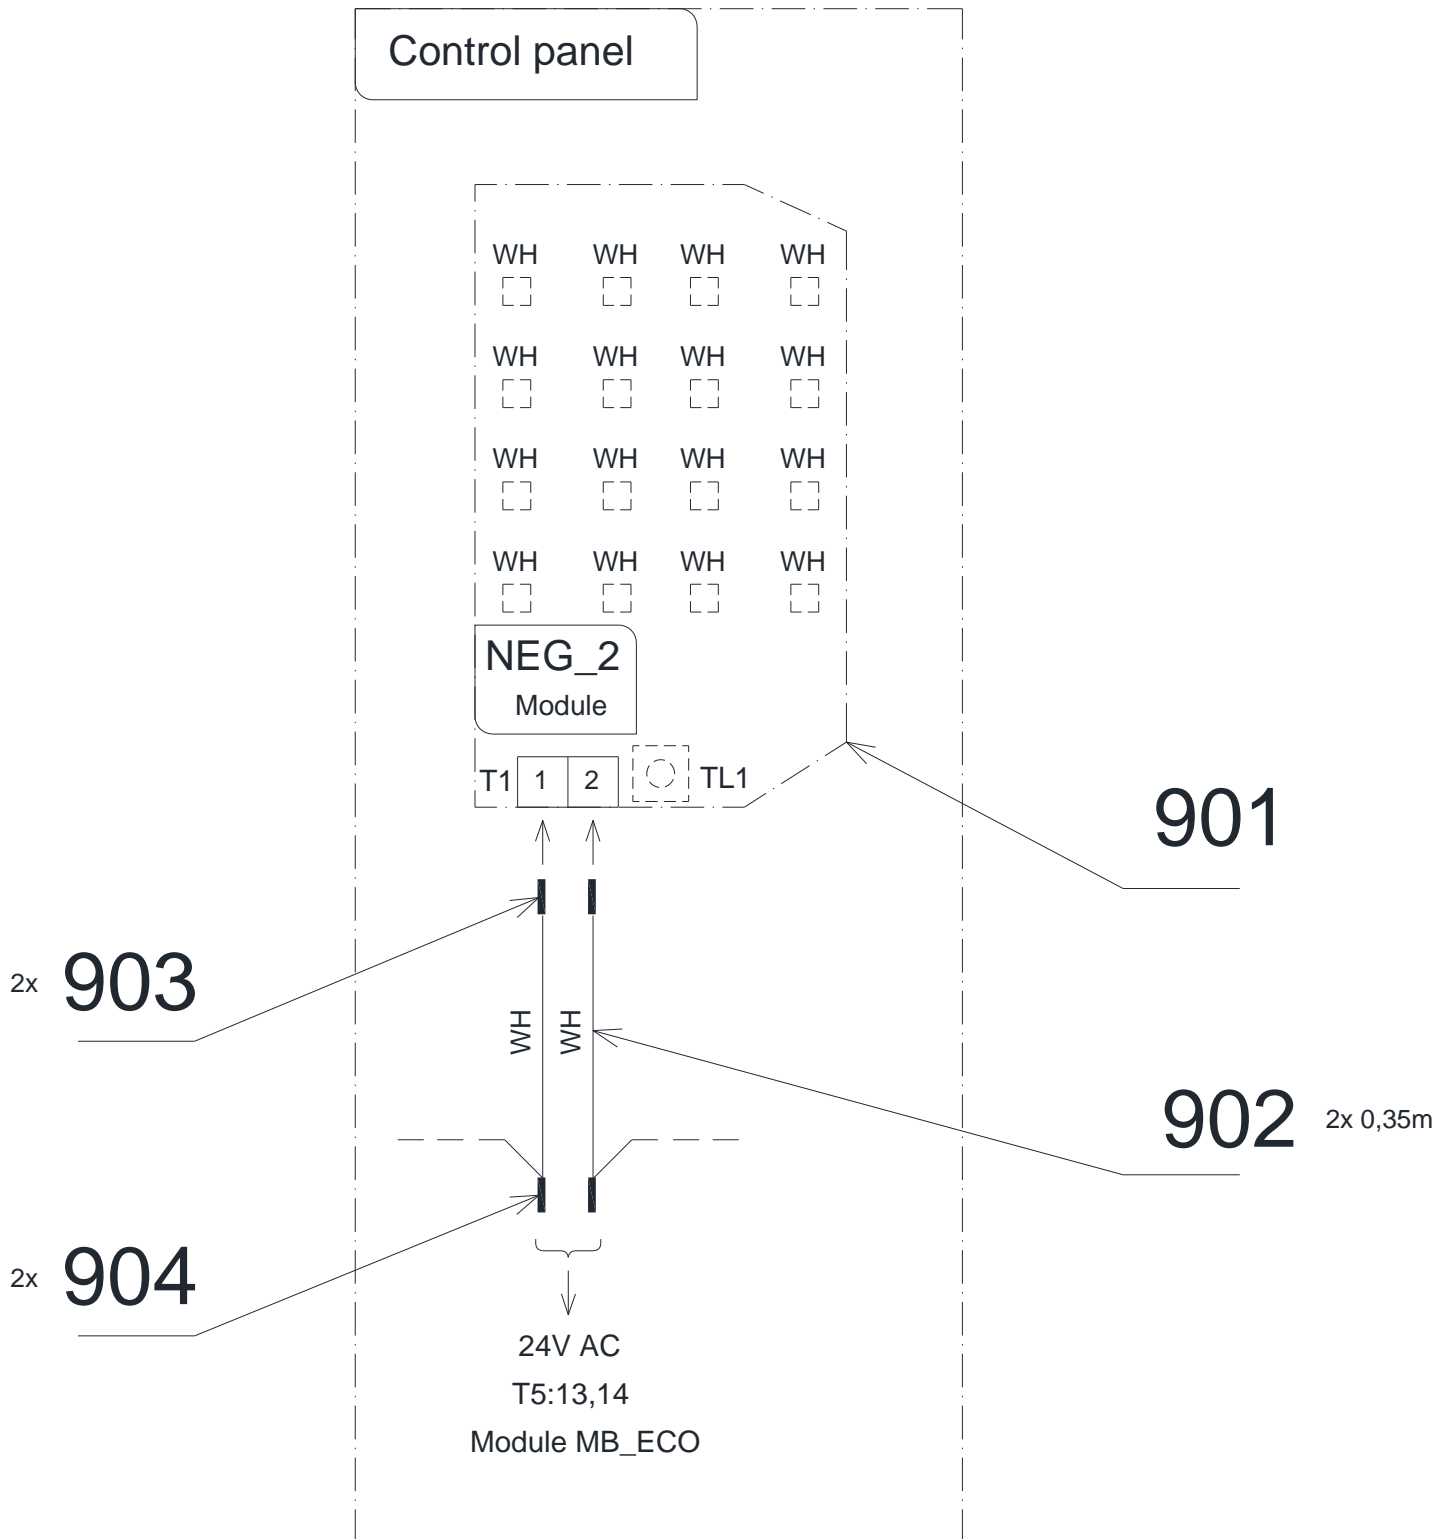 Control panel
WH WH WH WH
WH WH WH WH
WH WH WH WH
WH WH WH WH
NEG_2
Module
T1 1 2 TL1
901
2x 903
WH WH
902 2x 0,35m
2x 904
24V AC
T5:13,14
Module MB_ECO